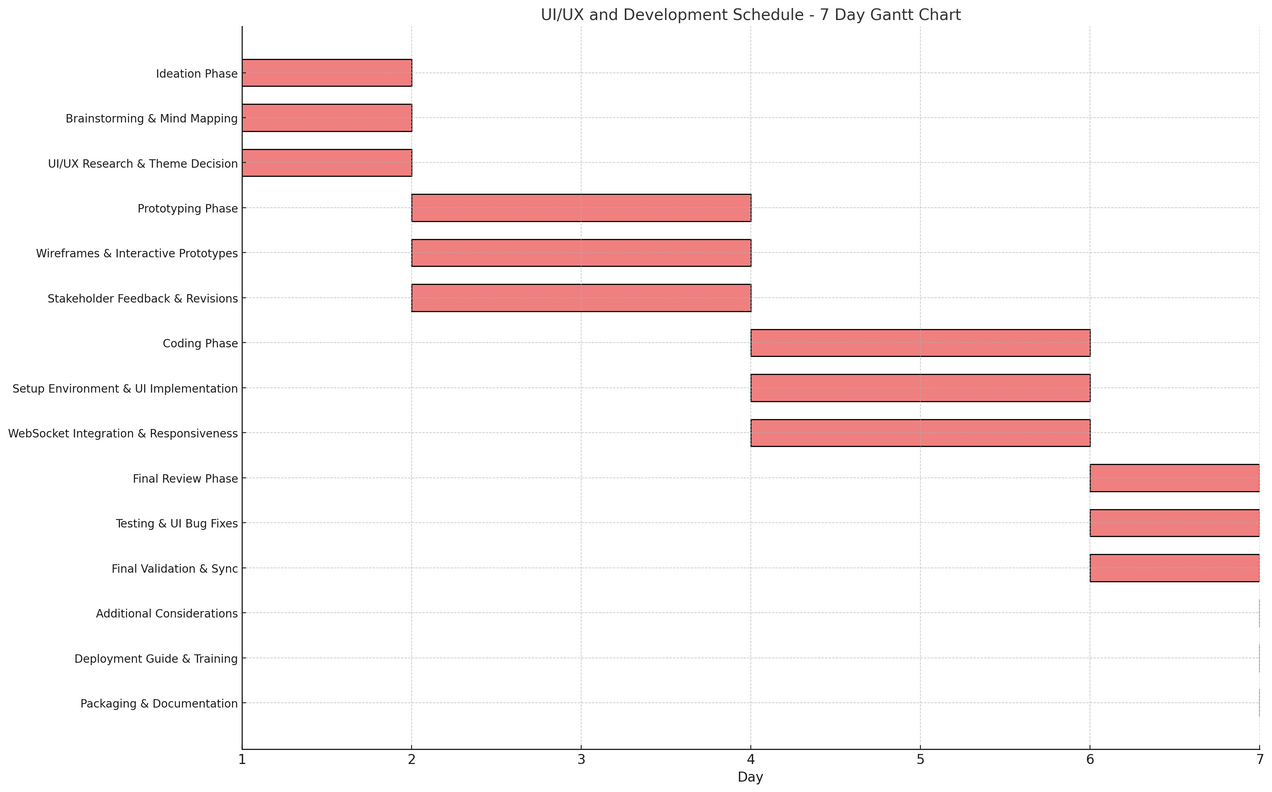 UI/UX and Development Schedule - 7 Day Gantt Chart
Ideation Phase
Brainstorming & Mind Mapping
UI/UX Research & Theme Decision
Prototyping Phase
Wireframes & Interactive Prototypes
Stakeholder Feedback & Revisions
Coding Phase
Setup Environment & UI Implementation
WebSocket Integration & Responsiveness
Final Review Phase
Testing & UI Bug Fixes
Final Validation & Sync
Additional Considerations
Deployment Guide & Training
Packaging & Documentation
1 2 3 4 5 6 7
Day